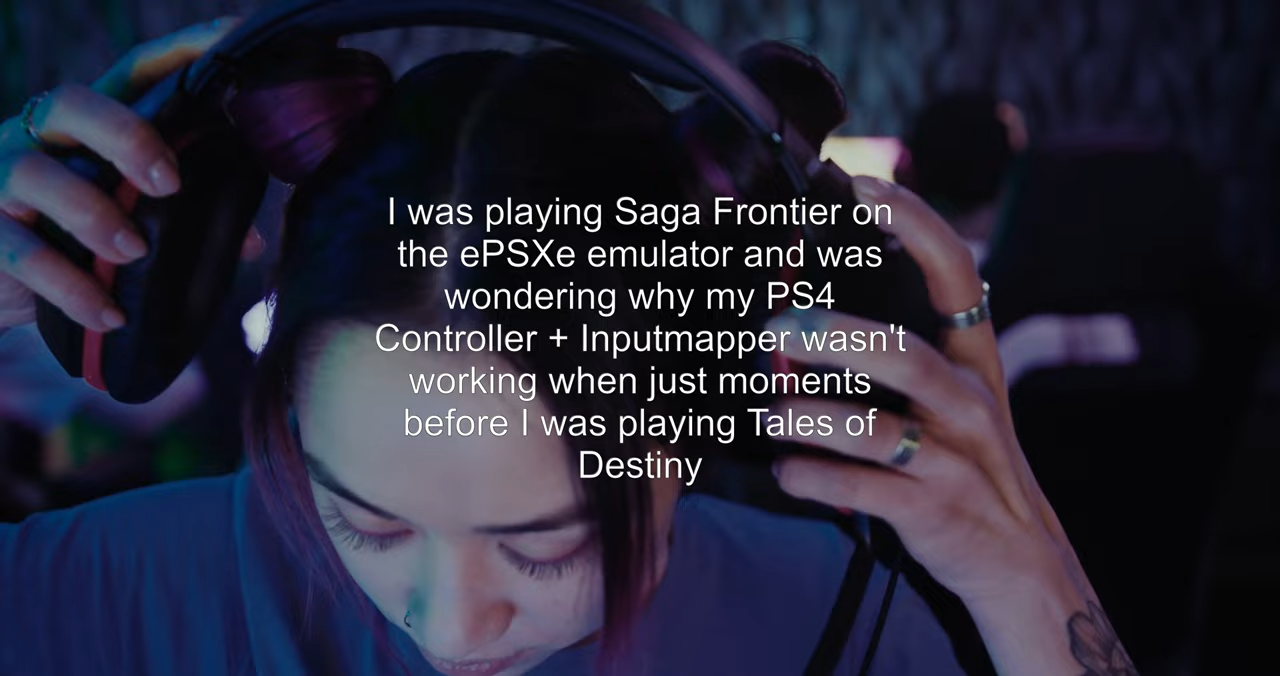 I was playing Saga Frontier on
the ePSXe emulator and was
wondering why my PS4
Controller + Inputmapper wasn't
working when just moments
before I was playing Tales of
Destiny